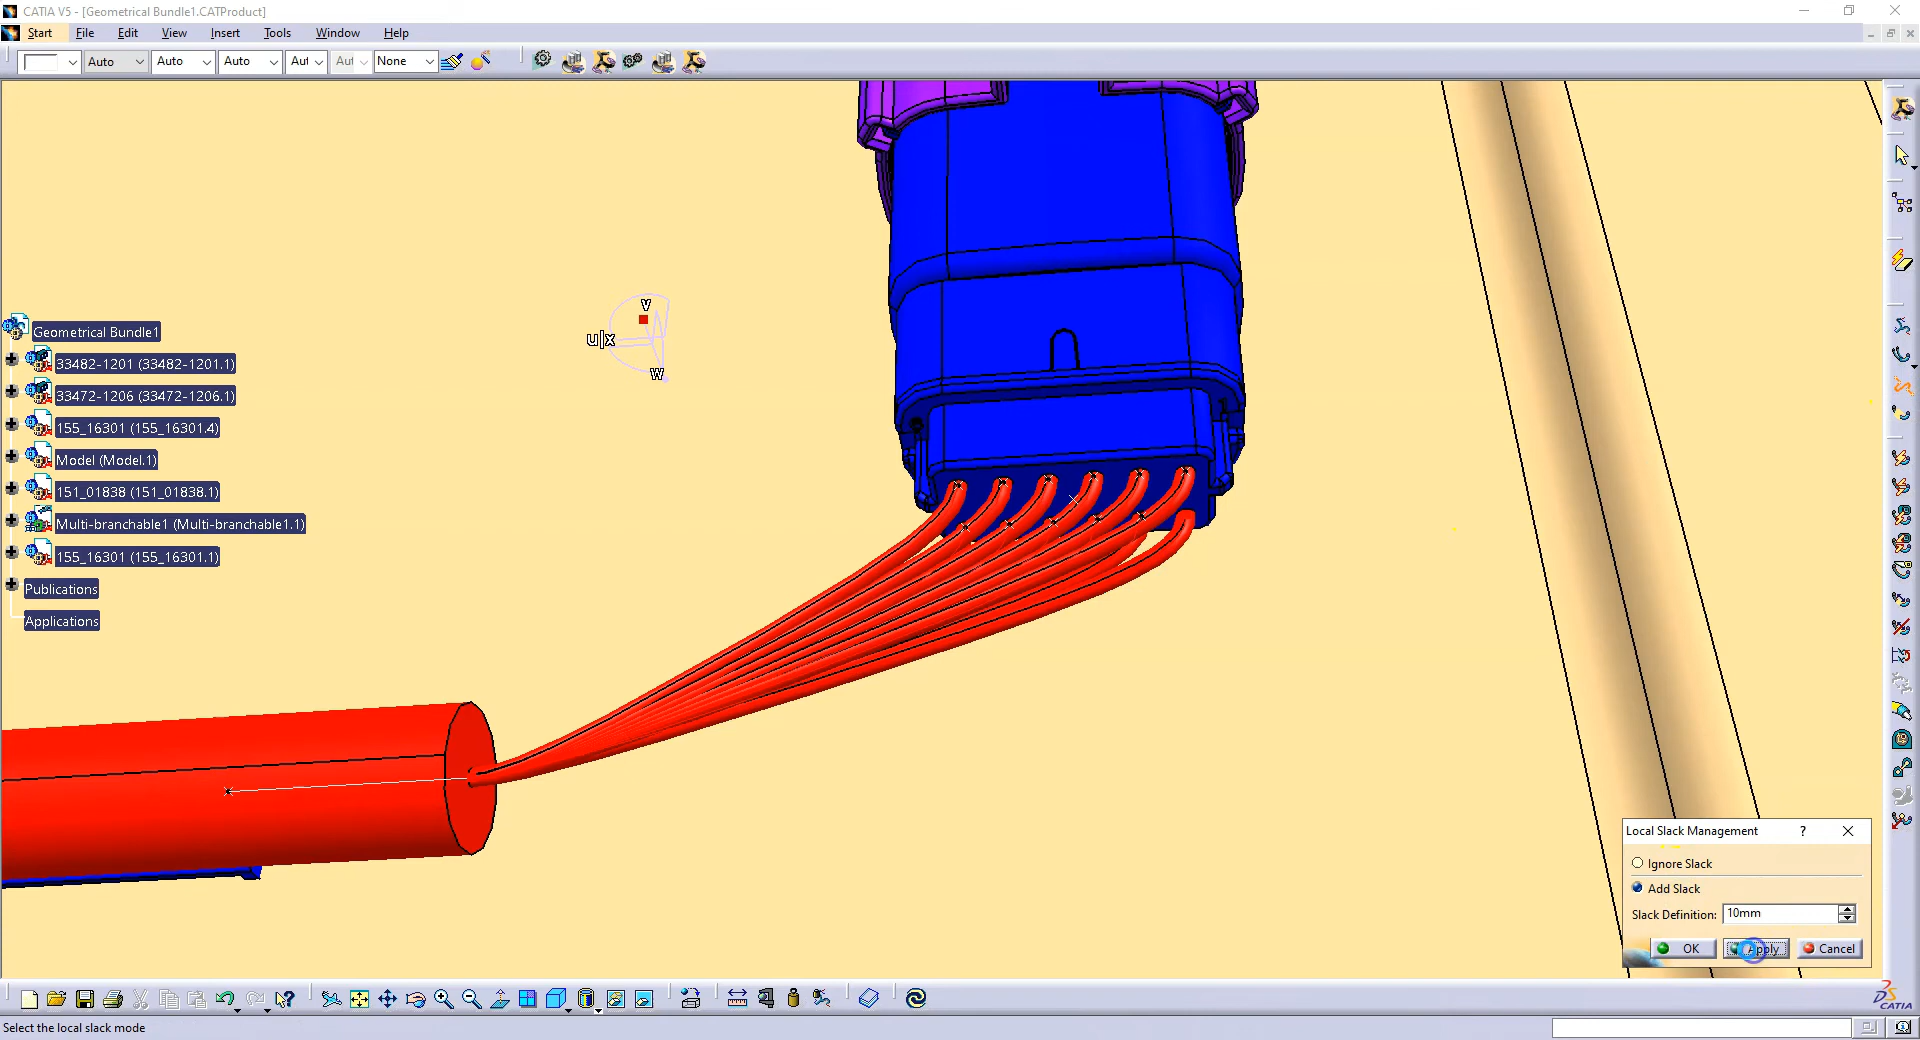 CATIA V5 - [Geometrical Bundle1.CATProduct]
Start File Edit View Insert Tools Window Help
Auto Auto Auto Aut Aut None
v
u|x
w
Geometrical Bundle1
33482-1201 (33482-1201.1)
33472-1206 (33472-1206.1)
155_16301 (155_16301.4)
Model (Model.1)
151_01838 (151_01838.1)
Multi-branchable1 (Multi-branchable1.1)
155_16301 (155_16301.1)
Publications
Applications
Local Slack Management ?
Ignore Slack
Add Slack
Slack Definition: 10mm
OK Apply Cancel
DS CATIA
Select the local slack mode